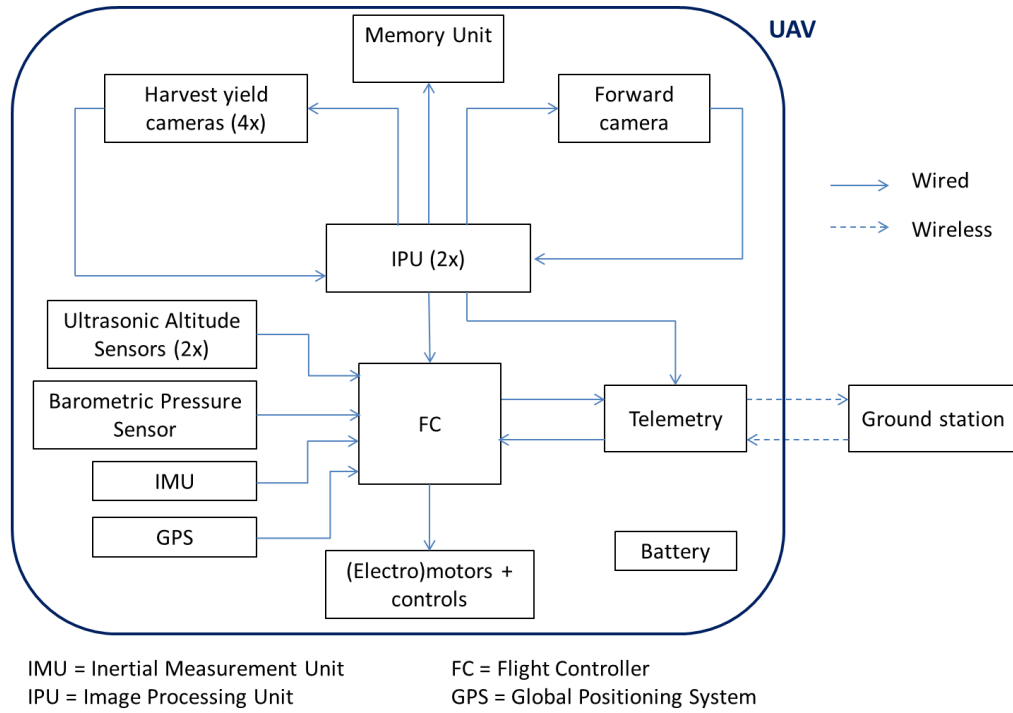 UAV
Memory Unit
Harvest yield
cameras (4x)
Forward
camera
Wired
Wireless
IPU (2x)
Ultrasonic Altitude
Sensors (2x)
Barometric Pressure
Sensor
FC
Telemetry
Ground station
IMU
GPS
Battery
(Electro)motors +
controls
IMU = Inertial Measurement Unit
FC = Flight Controller
IPU = Image Processing Unit
GPS = Global Positioning System